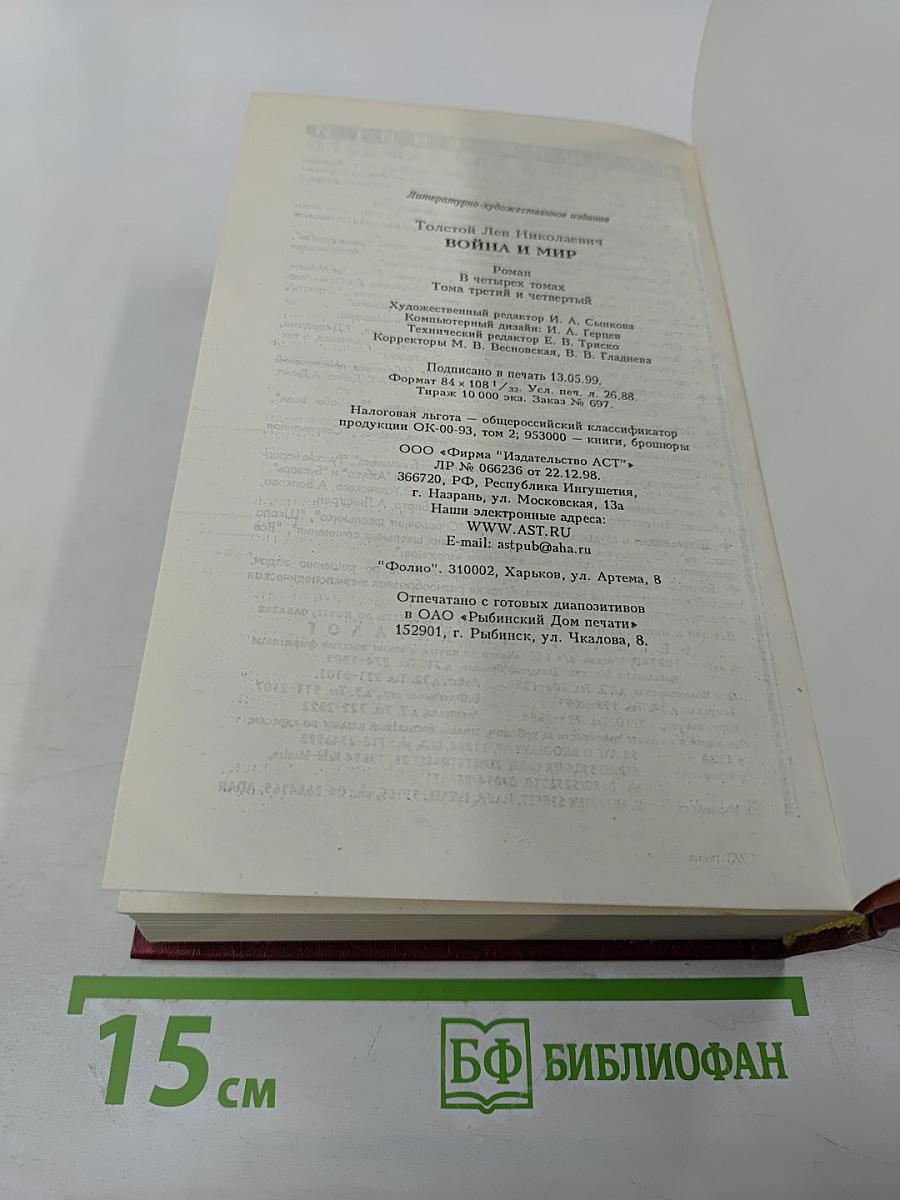 Литературно-художественное издание
Толстой Лев Николаевич
ВОЙНА И МИР
Роман
В четырех томах
Тома третий и четвертый
Художественный редактор И. А. Сынкова
Компьютерный дизайн: И. А. Герцев
Технический редактор Е. В. Триско
Корректоры М. В. Весновская, В. В. Гладнева
Подписано в печать 13.05.99.
Формат 84 × 108 1/32. Усл. печ. л. 26,88.
Тираж 10 000 экз. Заказ № 697.
Налоговая льгота — общероссийский классификатор
продукции ОК-00-93, том 2; 953000 — книги, брошюры
ООО «Фирма "Издательство АСТ"»
ЛР № 066236 от 22.12.98.
366720, РФ, Республика Ингушетия,
г. Назрань, ул. Московская, 13а
Наши электронные адреса:
WWW.AST.RU
E-mail: astpub@aha.ru
"Фолио". 310002, Харьков, ул. Артема, 8
Отпечатано с готовых диапозитивов
в ОАО «Рыбинский Дом печати»
152901, г. Рыбинск, ул. Чкалова, 8.
15 см
БФ БИБЛИОФАН